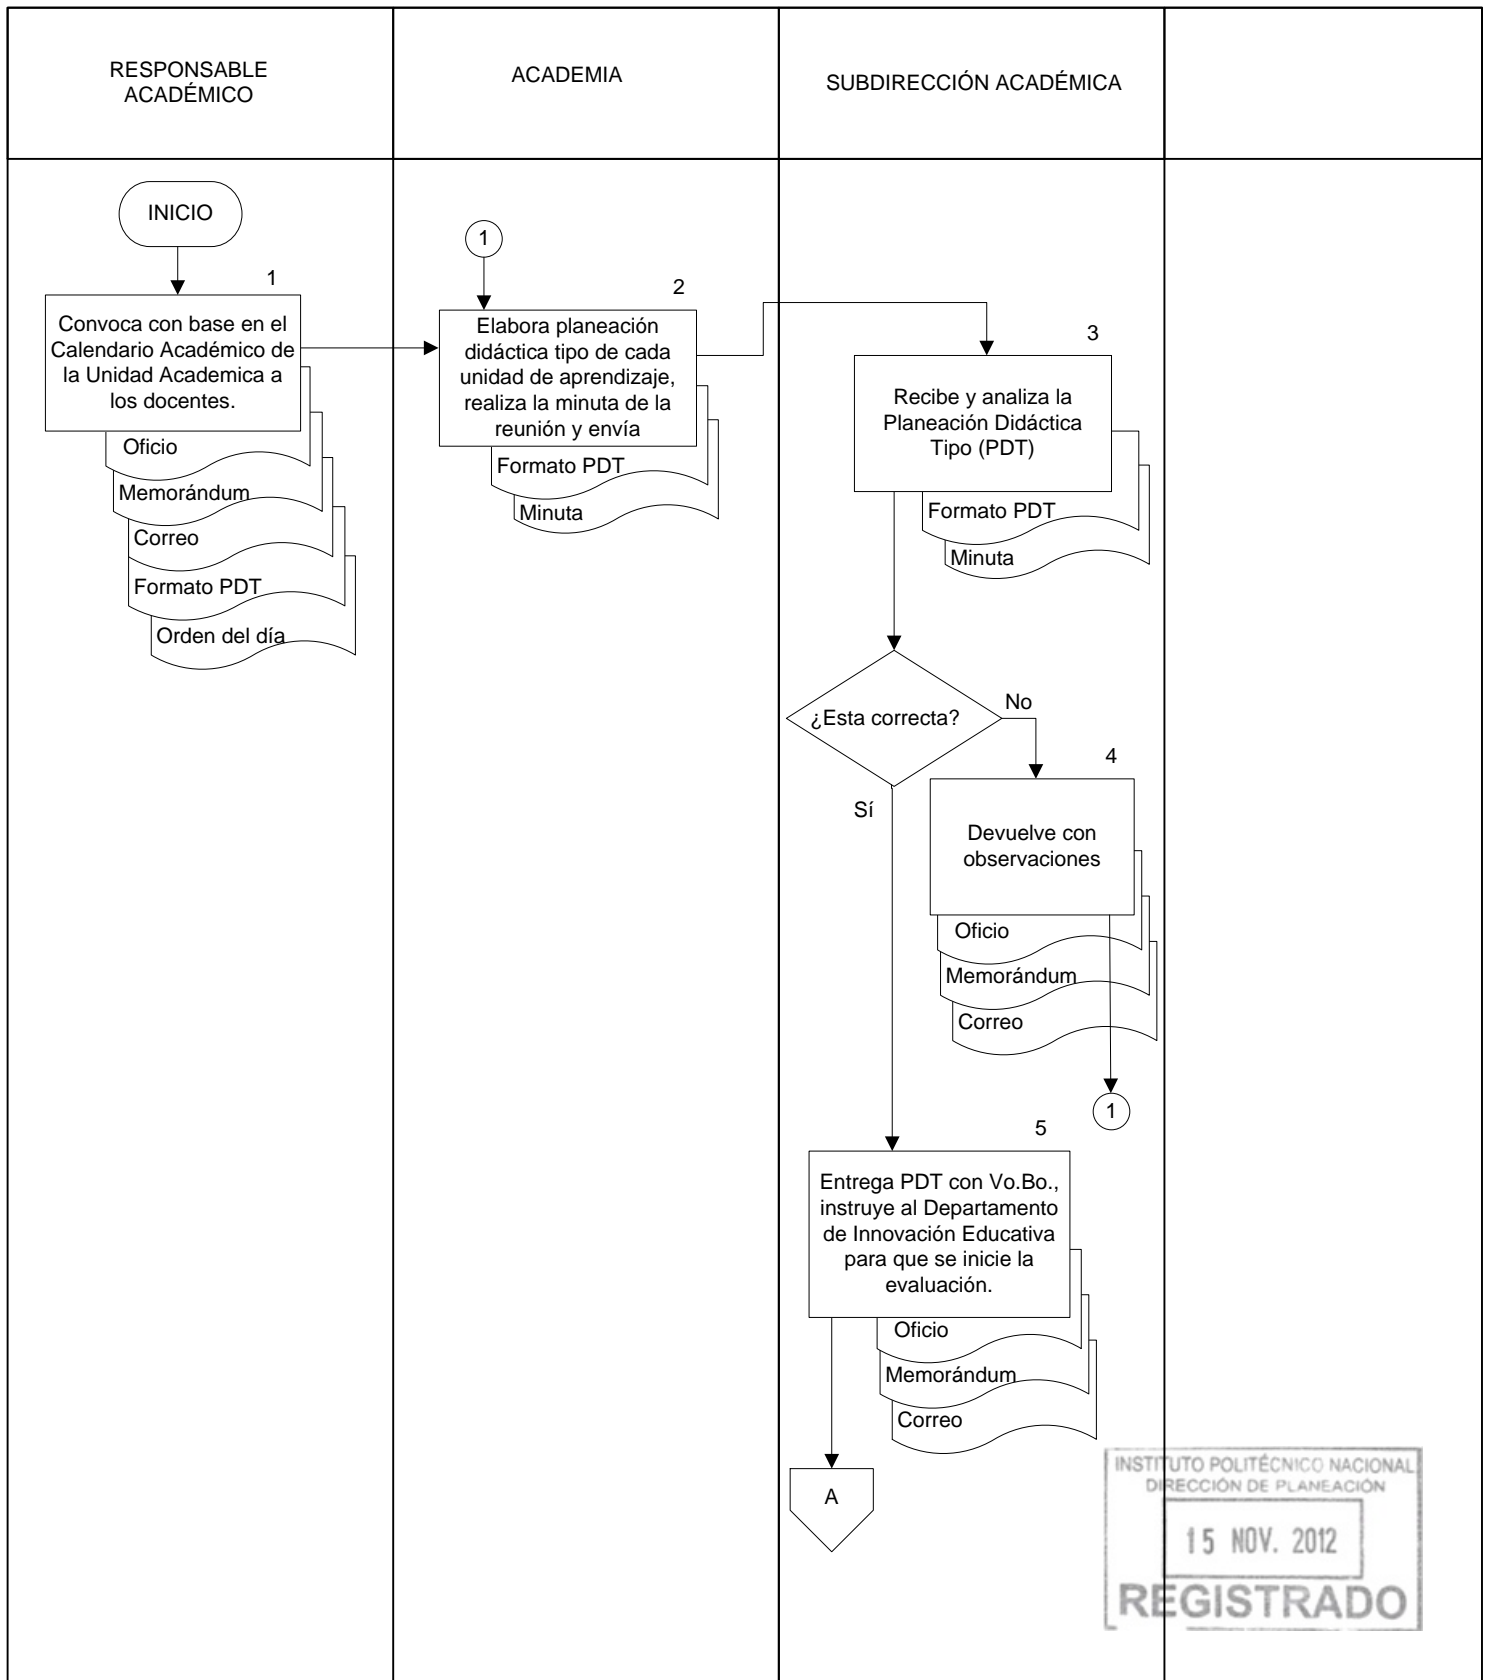 RESPONSABLE
ACADÉMICO
ACADEMIA
SUBDIRECCIÓN ACADÉMICA
INICIO
1
Convoca con base en el
Calendario Académico de
la Unidad Academica a
los docentes.
Oficio
Memorándum
Correo
Formato PDT
Orden del día
1
2
Elabora planeación
didáctica tipo de cada
unidad de aprendizaje,
realiza la minuta de la
reunión y envía
Formato PDT
Minuta
3
Recibe y analiza la
Planeación Didáctica
Tipo (PDT)
Formato PDT
Minuta
¿Esta correcta?
No
Sí
4
Devuelve con
observaciones
Oficio
Memorándum
Correo
1
5
Entrega PDT con Vo.Bo.,
instruye al Departamento
de Innovación Educativa
para que se inicie la
evaluación.
Oficio
Memorándum
Correo
A
INSTITUTO POLITÉCNICO NACIONAL
DIRECCIÓN DE PLANEACIÓN
15 NOV. 2012
REGISTRADO